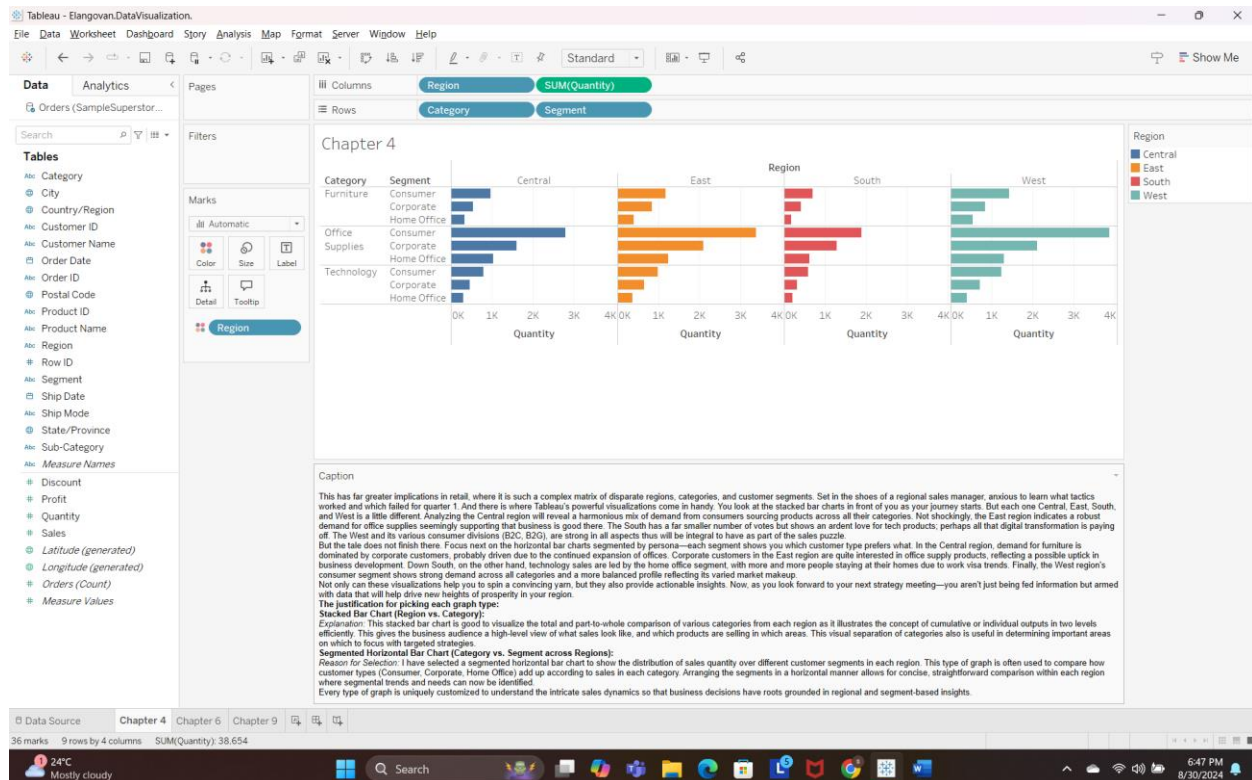 Tableau - Elangovan.DataVisualization.
File Data Worksheet Dashboard Story Analysis Map Format Server Window Help
Standard
Show Me
Data Analytics
Orders (SampleSuperstor...
Search
Tables
Abc Category
City
Country/Region
Abc Customer ID
Abc Customer Name
Order Date
Abc Order ID
Postal Code
Abc Product ID
Abc Product Name
Abc Region
# Row ID
Abc Segment
Ship Date
Abc Ship Mode
State/Province
Abc Sub-Category
Abc Measure Names
# Discount
# Profit
# Quantity
# Sales
Latitude (generated)
Longitude (generated)
# Orders (Count)
# Measure Values
Pages
Filters
Marks
Automatic
Color Size Label
Detail Tooltip
Region
Columns Region SUM(Quantity)
Rows Category Segment
Chapter 4
Region
Category Segment Central East South West
Furniture Consumer
Corporate
Home Office
Office Consumer
Supplies Corporate
Home Office
Technology Consumer
Corporate
Home Office
0K 1K 2K 3K 4K 0K 1K 2K 3K 4K 0K 1K 2K 3K 4K 0K 1K 2K 3K 4K
Quantity Quantity Quantity Quantity
Region
Central
East
South
West
Caption
This has far greater implications in retail, where it is such a complex matrix of disparate regions, categories, and customer segments. Set in the shoes of a regional sales manager, anxious to learn what tactics
worked and which failed for quarter 1. And there is where Tableau's powerful visualizations come in handy. You look at the stacked bar charts in front of you as your journey starts. But each one Central, East, South,
and West is a little different. Analyzing the Central region will reveal a harmonious mix of demand from consumers sourcing products across all their categories. Not shockingly, the East region indicates a robust
demand for office supplies seemingly supporting that business is good there. The South has a far smaller number of votes but shows an ardent love for tech products; perhaps all that digital transformation is paying
off. The West and its various consumer divisions (B2C, B2G), are strong in all aspects thus will be integral to have as part of the sales puzzle.
But the tale does not finish there. Focus next on the horizontal bar charts segmented by persona—each segment shows you which customer type prefers what. In the Central region, demand for furniture is
dominated by corporate customers, probably driven due to the continued expansion of offices. Corporate customers in the East region are quite interested in office supply products, reflecting a possible uptick in
business development. Down South, on the other hand, technology sales are led by the home office segment, with more and more people staying at their homes due to work visa trends. Finally, the West region's
consumer segment shows strong demand across all categories and a more balanced profile reflecting its varied market makeup.
Not only can these visualizations help you to spin a convincing yarn, but they also provide actionable insights. Now, as you look forward to your next strategy meeting—you aren't just being fed information but armed
with data that will help drive new heights of prosperity in your region.
The justification for picking each graph type:
Stacked Bar Chart (Region vs. Category):
Explanation: This stacked bar chart is good to visualize the total and part-to-whole comparison of various categories from each region as it illustrates the concept of cumulative or individual outputs in two levels
efficiently. This gives the business audience a high-level view of what sales look like, and which products are selling in which areas. This visual separation of categories also is useful in determining important areas
on which to focus with targeted strategies.
Segmented Horizontal Bar Chart (Category vs. Segment across Regions):
Reason for Selection: I have selected a segmented horizontal bar chart to show the distribution of sales quantity over different customer segments in each region. This type of graph is often used to compare how
customer types (Consumer, Corporate, Home Office) add up according to sales in each category. Arranging the segments in a horizontal manner allows for concise, straightforward comparison within each region
where segmental trends and needs can now be identified.
Every type of graph is uniquely customized to understand the intricate sales dynamics so that business decisions have roots grounded in regional and segment-based insights.
Data Source Chapter 4 Chapter 6 Chapter 9
36 marks 9 rows by 4 columns SUM(Quantity): 38,654
24°C
Mostly cloudy
Search
6:47 PM
8/30/2024